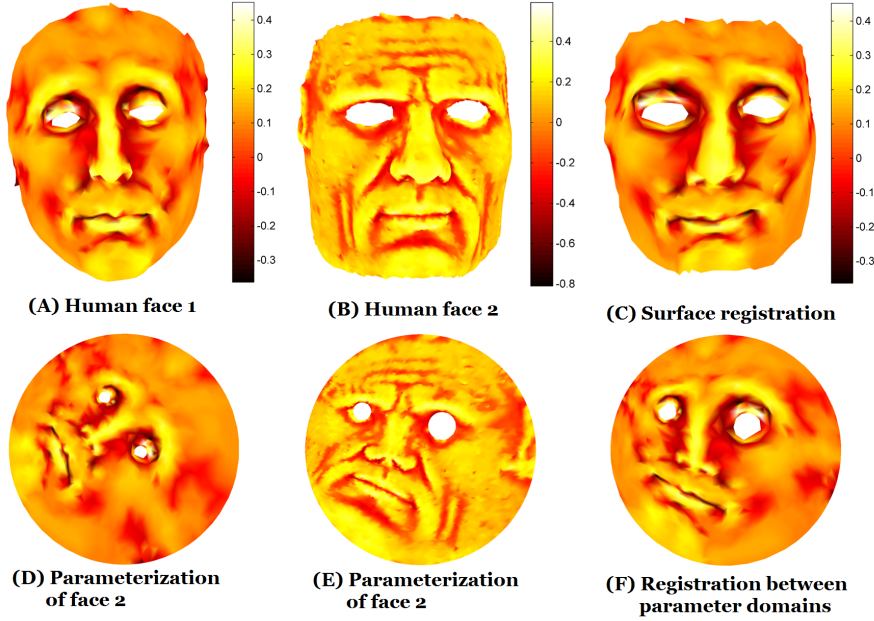 0.4
0.3
0.2
0.1
0
-0.1
-0.2
-0.3
0.4
0.2
0
-0.2
-0.4
-0.6
-0.8
0.4
0.3
0.2
0.1
0
-0.1
-0.2
-0.3
(A) Human face 1
(B) Human face 2
(C) Surface registration
(D) Parameterization
of face 2
(E) Parameterization
of face 2
(F) Registration between
parameter domains